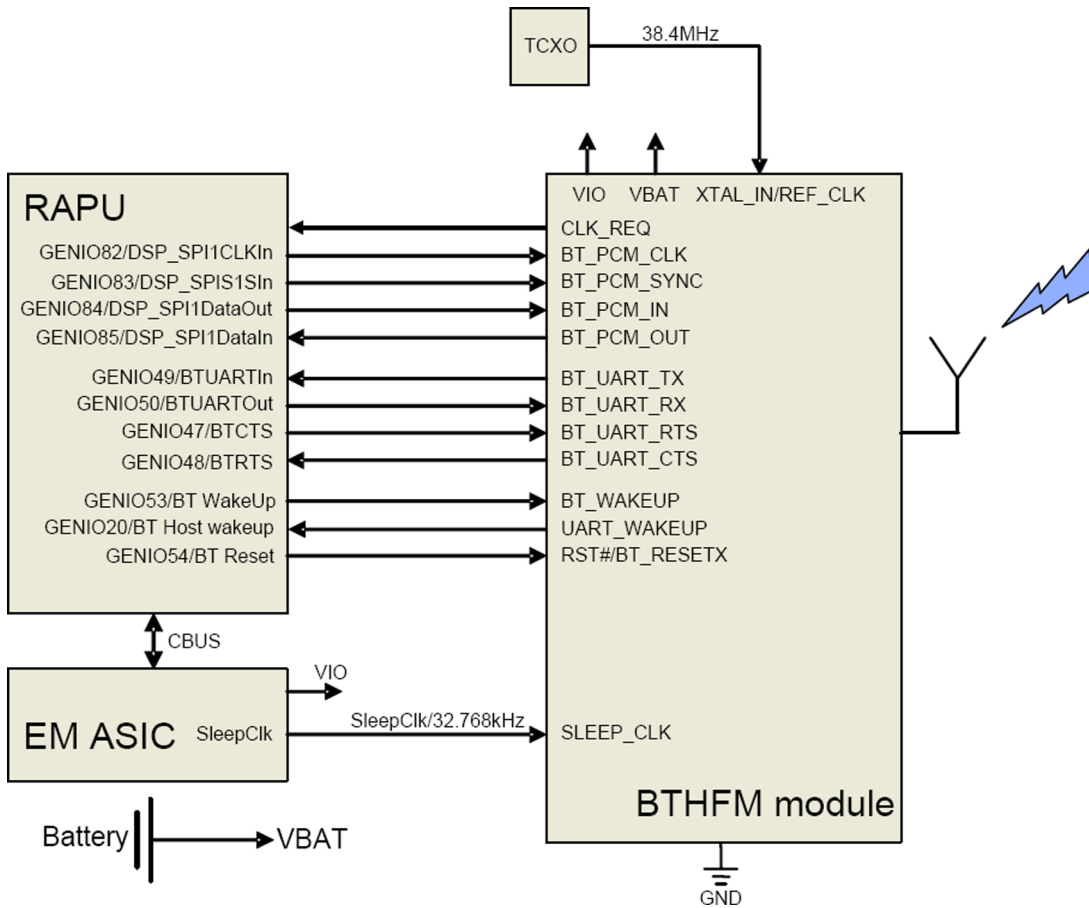 TCXO
38.4MHz
VIO VBAT XTAL_IN/REF_CLK
RAPU
CLK_REQ
GENIO82/DSP_SPI1CLKIn
BT_PCM_CLK
GENIO83/DSP_SPIS1SIn
BT_PCM_SYNC
GENIO84/DSP_SPI1DataOut
BT_PCM_IN
GENIO85/DSP_SPI1DataIn
BT_PCM_OUT
GENIO49/BTUARTIn
BT_UART_TX
GENIO50/BTUARTOut
BT_UART_RX
GENIO47/BTCTS
BT_UART_RTS
GENIO48/BTRTS
BT_UART_CTS
GENIO53/BT WakeUp
BT_WAKEUP
GENIO20/BT Host wakeup
UART_WAKEUP
GENIO54/BT Reset
RST#/BT_RESETX
CBUS
VIO
EM ASIC
SleepClk
SleepClk/32.768kHz
SLEEP_CLK
BTHFM module
Battery
VBAT
GND